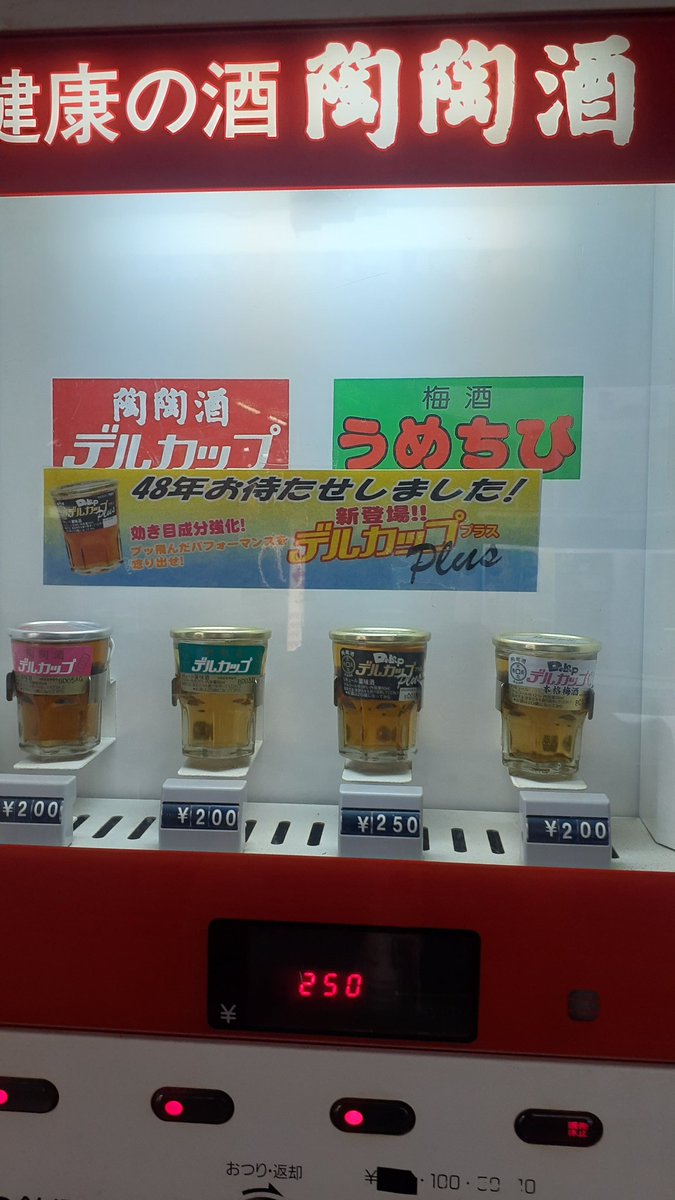 健康の酒 陶陶酒
陶陶酒
デルカップ
梅酒
うめちび
48年お待たせしました!
効き目成分強化!
ブッ飛んだパフォーマンスを
搾り出せ!
新登場!!
デルカッププラス
Plus
デルカップ
デルカップ
デルカップ
Plus
デルカップ
本格梅酒
¥200
¥200
¥250
¥200
250
¥
おつり・返却